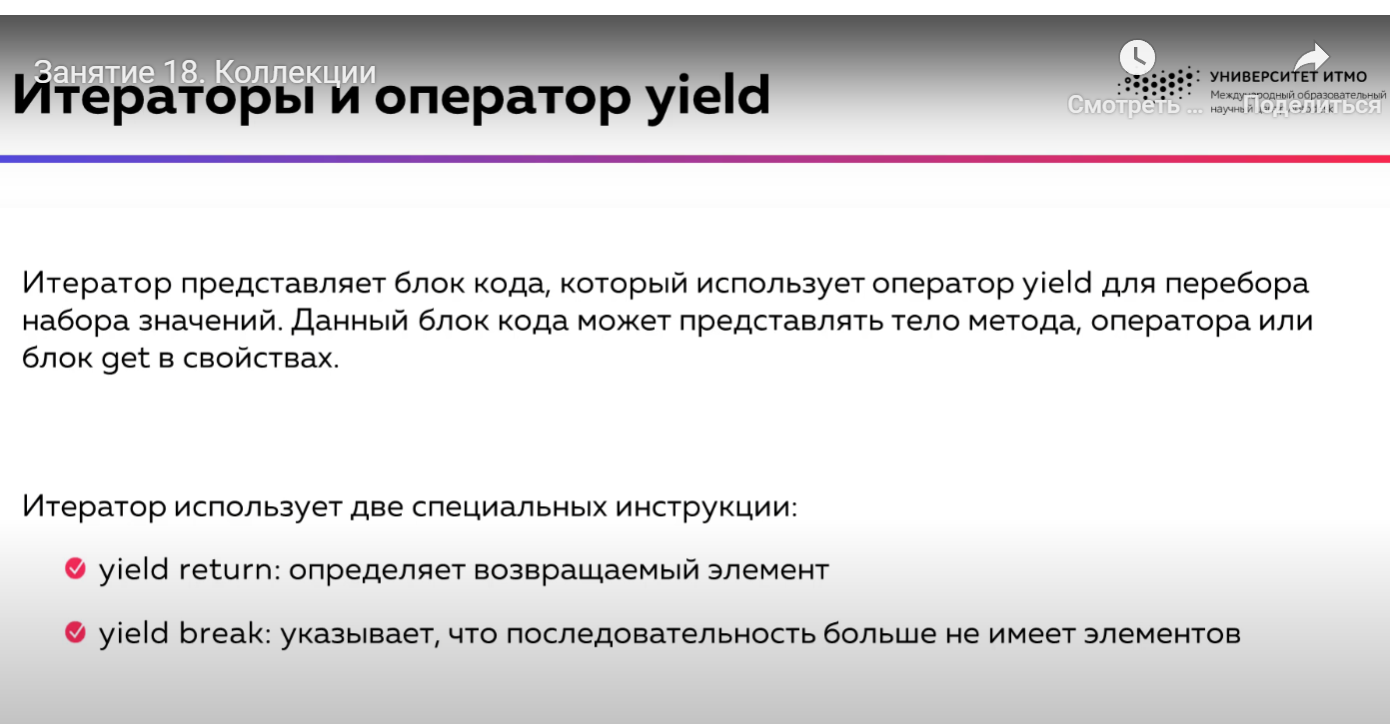 Занятие 18. Коллекции
Итераторы и оператор yield
УНИВЕРСИТЕТ ИТМО
Международный образовательный
Смотреть ...
Поделиться
Итератор представляет блок кода, который использует оператор yield для перебора
набора значений. Данный блок кода может представлять тело метода, оператора или
блок get в свойствах.
Итератор использует две специальных инструкции:
yield return: определяет возвращаемый элемент
yield break: указывает, что последовательность больше не имеет элементов